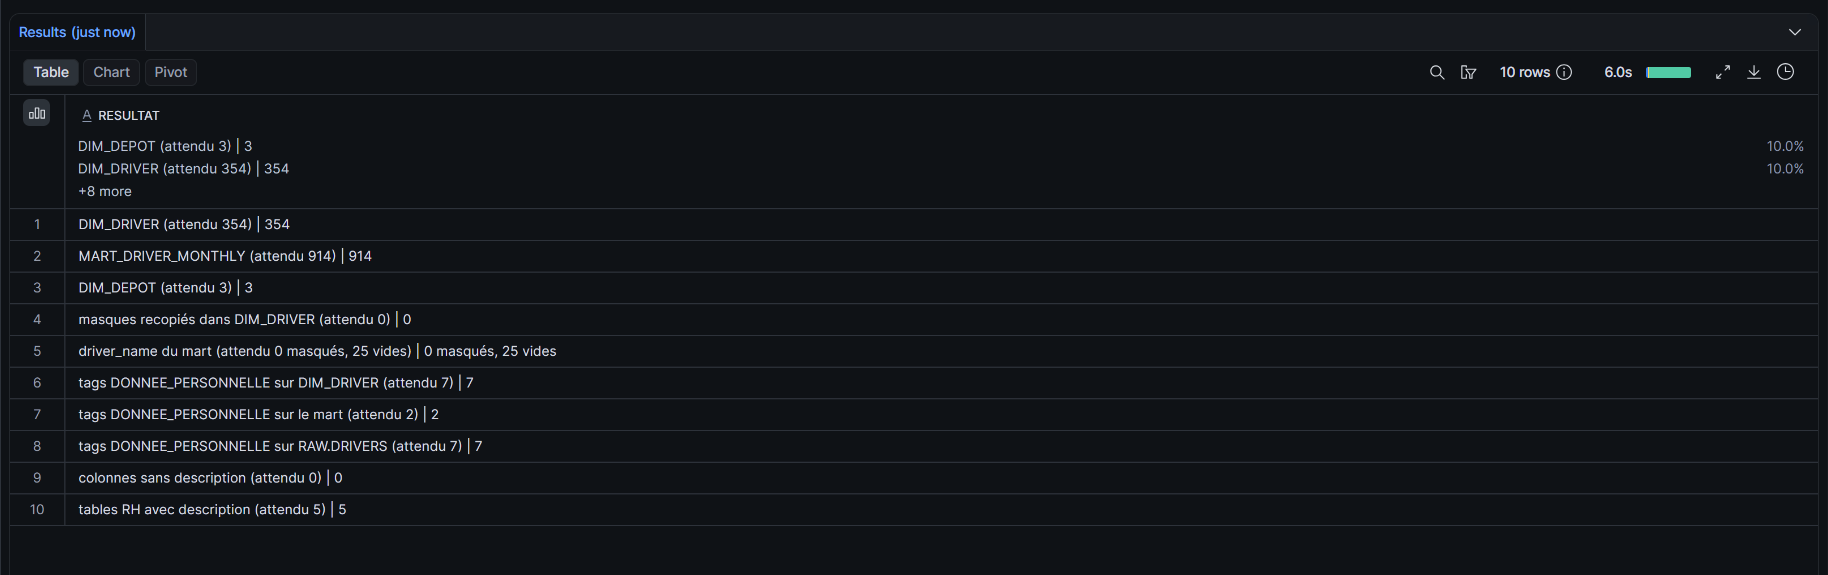 Results (just now)
Table Chart Pivot 10 rows 6.0s
A RESULTAT
DIM_DEPOT (attendu 3) | 3 10.0%
DIM_DRIVER (attendu 354) | 354 10.0%
+8 more
1 DIM_DRIVER (attendu 354) | 354
2 MART_DRIVER_MONTHLY (attendu 914) | 914
3 DIM_DEPOT (attendu 3) | 3
4 masques recopiés dans DIM_DRIVER (attendu 0) | 0
5 driver_name du mart (attendu 0 masqués, 25 vides) | 0 masqués, 25 vides
6 tags DONNEE_PERSONNELLE sur DIM_DRIVER (attendu 7) | 7
7 tags DONNEE_PERSONNELLE sur le mart (attendu 2) | 2
8 tags DONNEE_PERSONNELLE sur RAW.DRIVERS (attendu 7) | 7
9 colonnes sans description (attendu 0) | 0
10 tables RH avec description (attendu 5) | 5